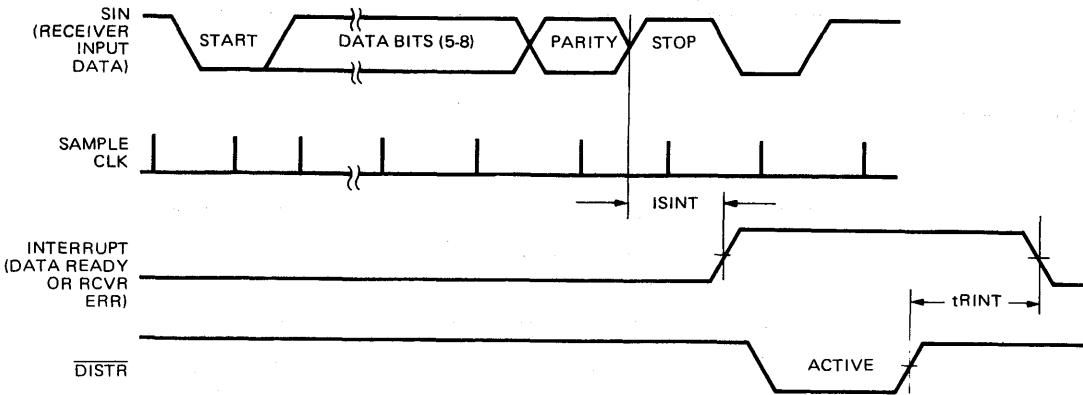 SIN
(RECEIVER
INPUT
DATA)
START
DATA BITS (5-8)
PARITY
STOP
SAMPLE
CLK
ISINT
INTERRUPT
(DATA READY
OR RCVR
ERR)
tRINT
DISTR
ACTIVE